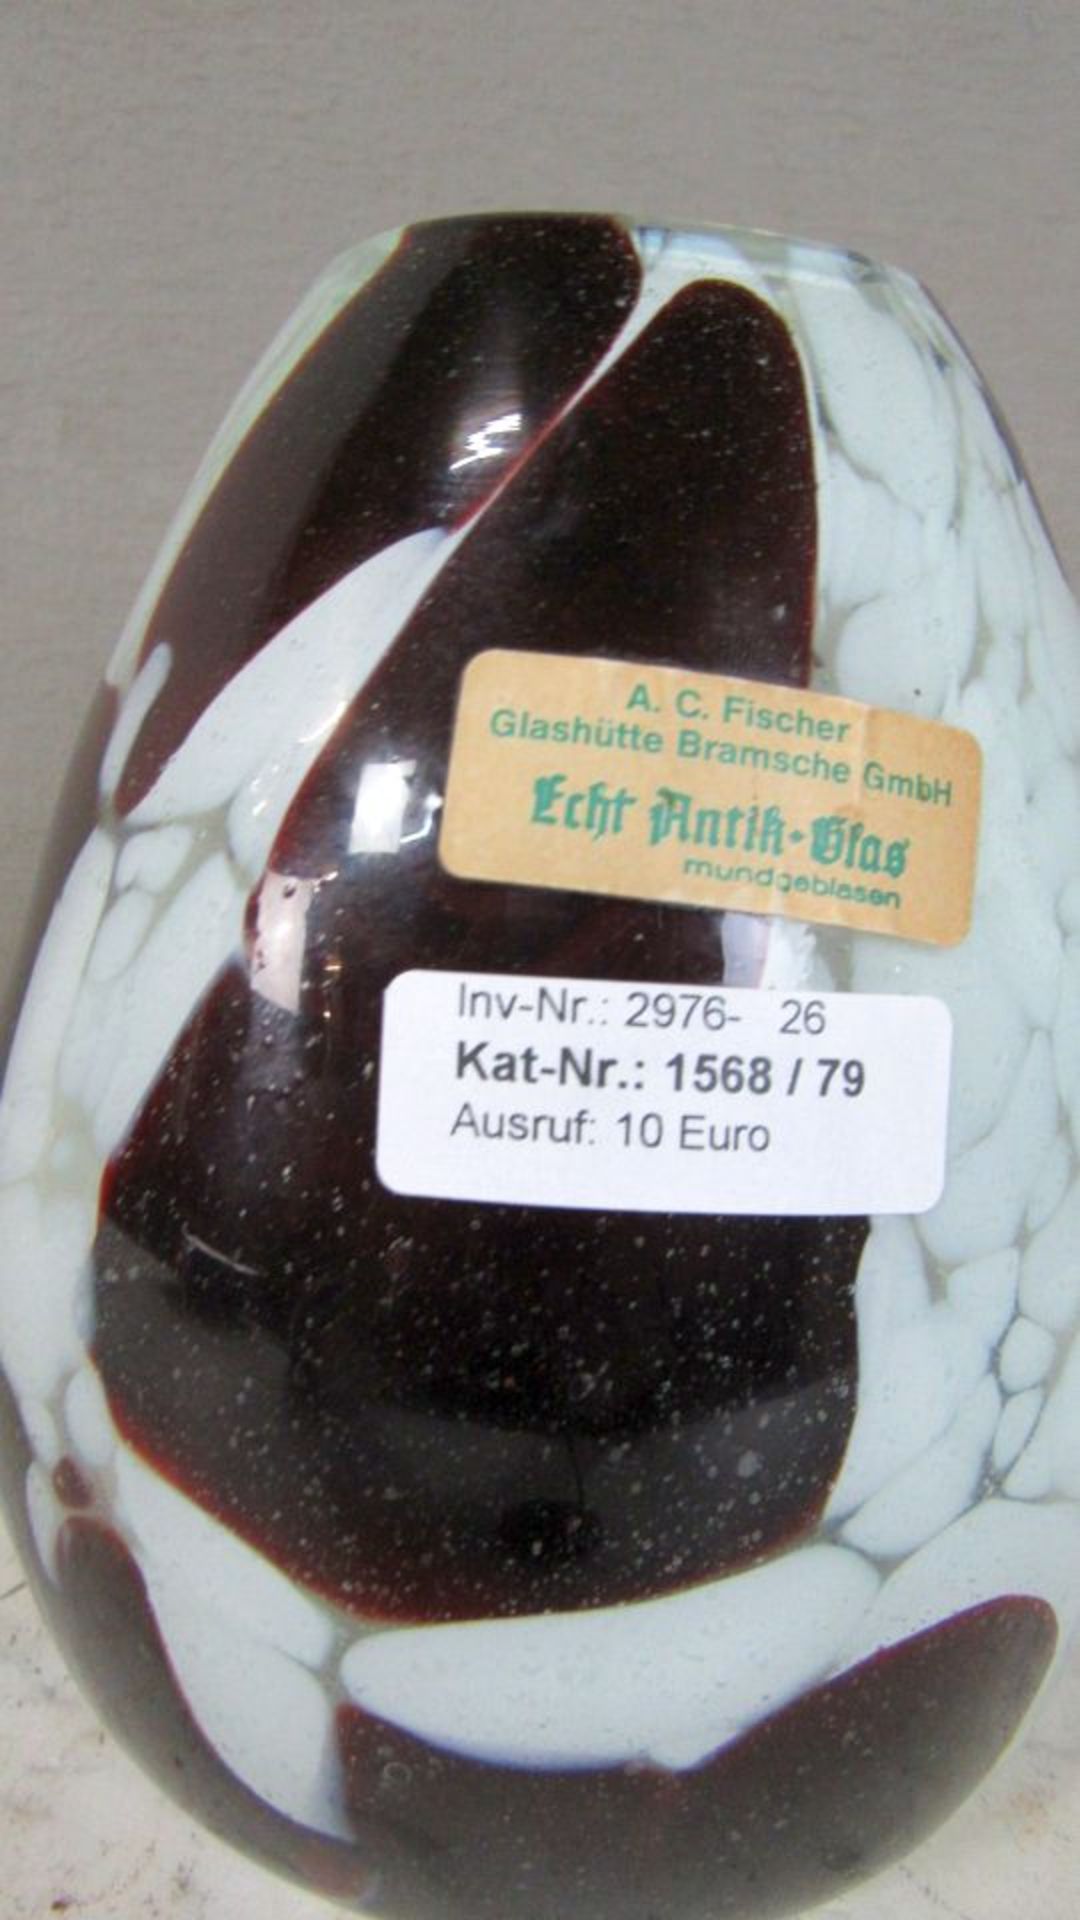 A. C. Fischer
Glashütte Bramsche GmbH
Echt Antik-Glas
mundgeblasen
Inv-Nr.: 2976- 26
Kat-Nr.: 1568 / 79
Ausruf: 10 Euro